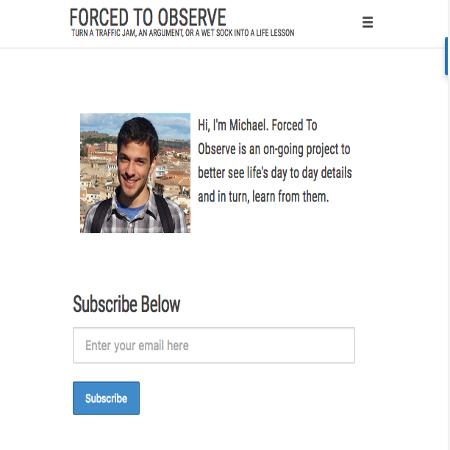 FORCED TO OBSERVE
TURN A TRAFFIC JAM, AN ARGUMENT, OR A WET SOCK INTO A LIFE LESSON
Hi, I'm Michael. Forced To
Observe is an on-going project to
better see life's day to day details
and in turn, learn from them.
Subscribe Below
Enter your email here
Subscribe